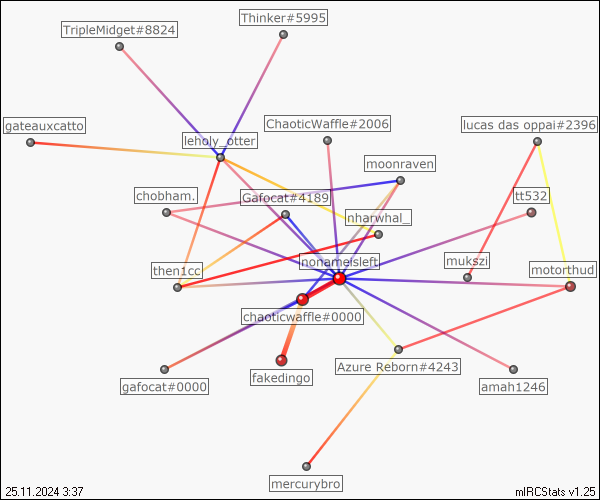 Thinker#5995
TripleMidget#8824
gateauxcatto
ChaoticWaffle#2006
lucas das oppai#2396
leholy_otter
moonraven
chobham.
Gafocat#4189
tt532
nharwhal_
nonameisleft
mukszi
then1cc
motorthud
chaoticwaffle#0000
Azure Reborn#4243
fakedingo
gafocat#0000
amah1246
mercurybro
25.11.2024 3:37
mIRCStats v1.25